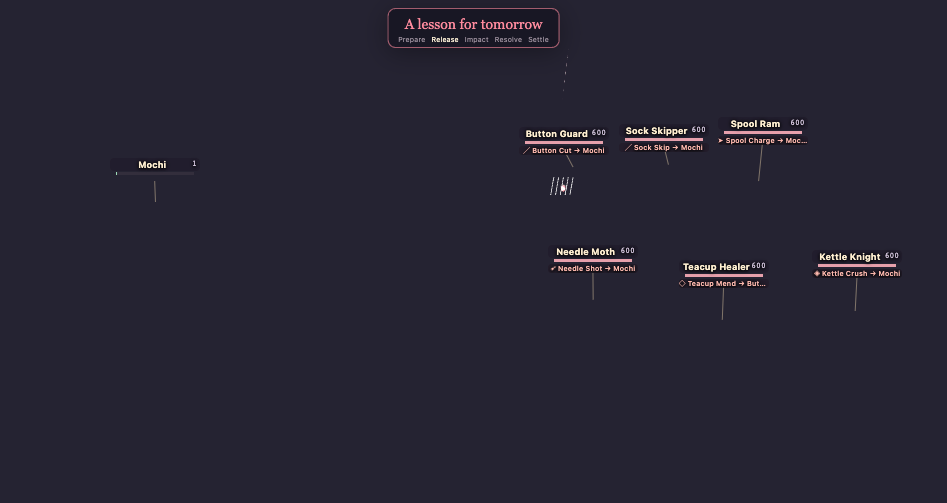 A lesson for tomorrow
Prepare Release Impact Resolve Settle
Button Guard 600
Button Cut → Mochi
Sock Skipper 600
Sock Skip → Mochi
Spool Ram 600
Spool Charge → Moc…
Mochi 1
Needle Moth 600
Needle Shot → Mochi
Teacup Healer 600
Teacup Mend → But…
Kettle Knight 600
Kettle Crush → Mochi